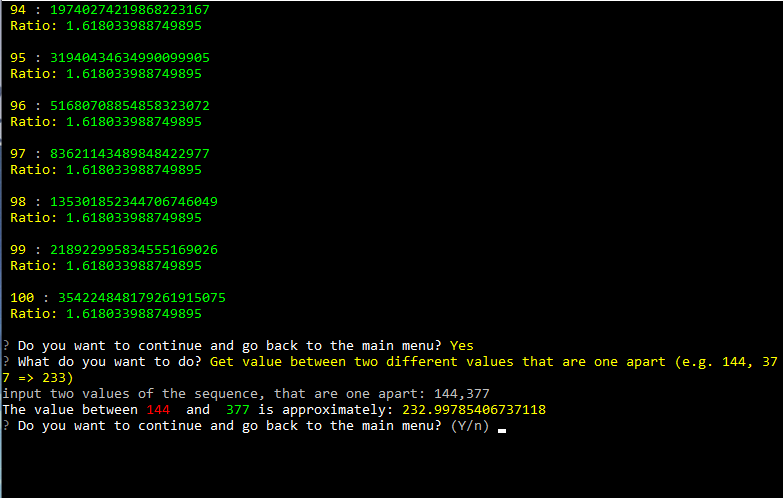 94 : 19740274219868223167
Ratio: 1.618033988749895
95 : 31940434634990099905
Ratio: 1.618033988749895
96 : 51680708854858323072
Ratio: 1.618033988749895
97 : 83621143489848422977
Ratio: 1.618033988749895
98 : 135301852344706746049
Ratio: 1.618033988749895
99 : 218922995834555169026
Ratio: 1.618033988749895
100 : 354224848179261915075
Ratio: 1.618033988749895
? Do you want to continue and go back to the main menu? Yes
? What do you want to do? Get value between two different values that are one apart (e.g. 144, 37
7 => 233)
input two values of the sequence, that are one apart: 144,377
The value between 144  and  377 is approximately: 232.99785406737118
? Do you want to continue and go back to the main menu? (Y/n)